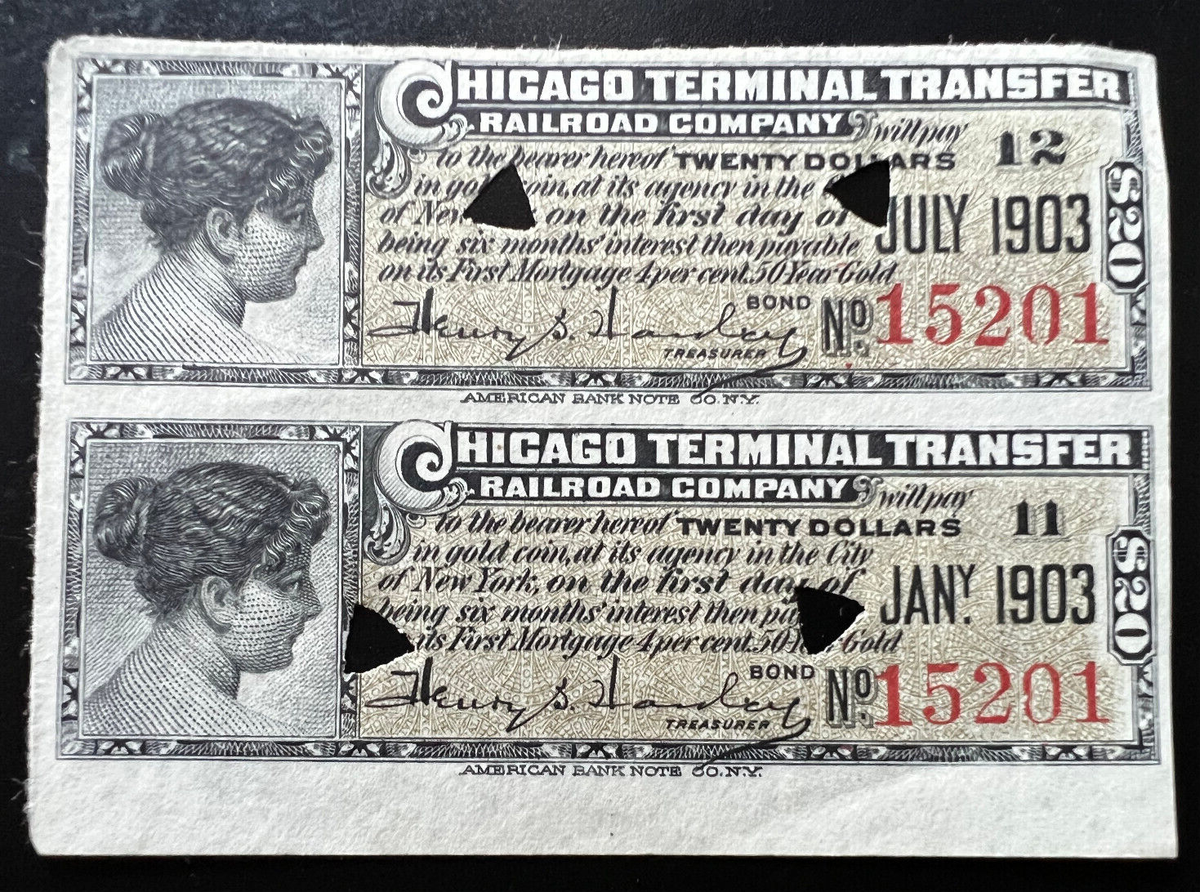 CHICAGO TERMINAL TRANSFER
RAILROAD COMPANY will pay
to the bearer hereof TWENTY DOLLARS 12
in gold coin, at its agency in the
of New on the first day of JULY 1903
being six months' interest then payable
on its First Mortgage 4 per cent. 50 Year Gold
BOND
Henry S. Hawley
TREASURER
No. 15201
$20
AMERICAN BANK NOTE CO. N.Y.
CHICAGO TERMINAL TRANSFER
RAILROAD COMPANY will pay
to the bearer hereof TWENTY DOLLARS 11
in gold coin, at its agency in the City
of New York, on the first day of JANY. 1903
being six months' interest then
its First Mortgage 4 per cent. 50 Gold
BOND
Henry S. Hawley
TREASURER
No. 15201
$20
AMERICAN BANK NOTE CO. N.Y.